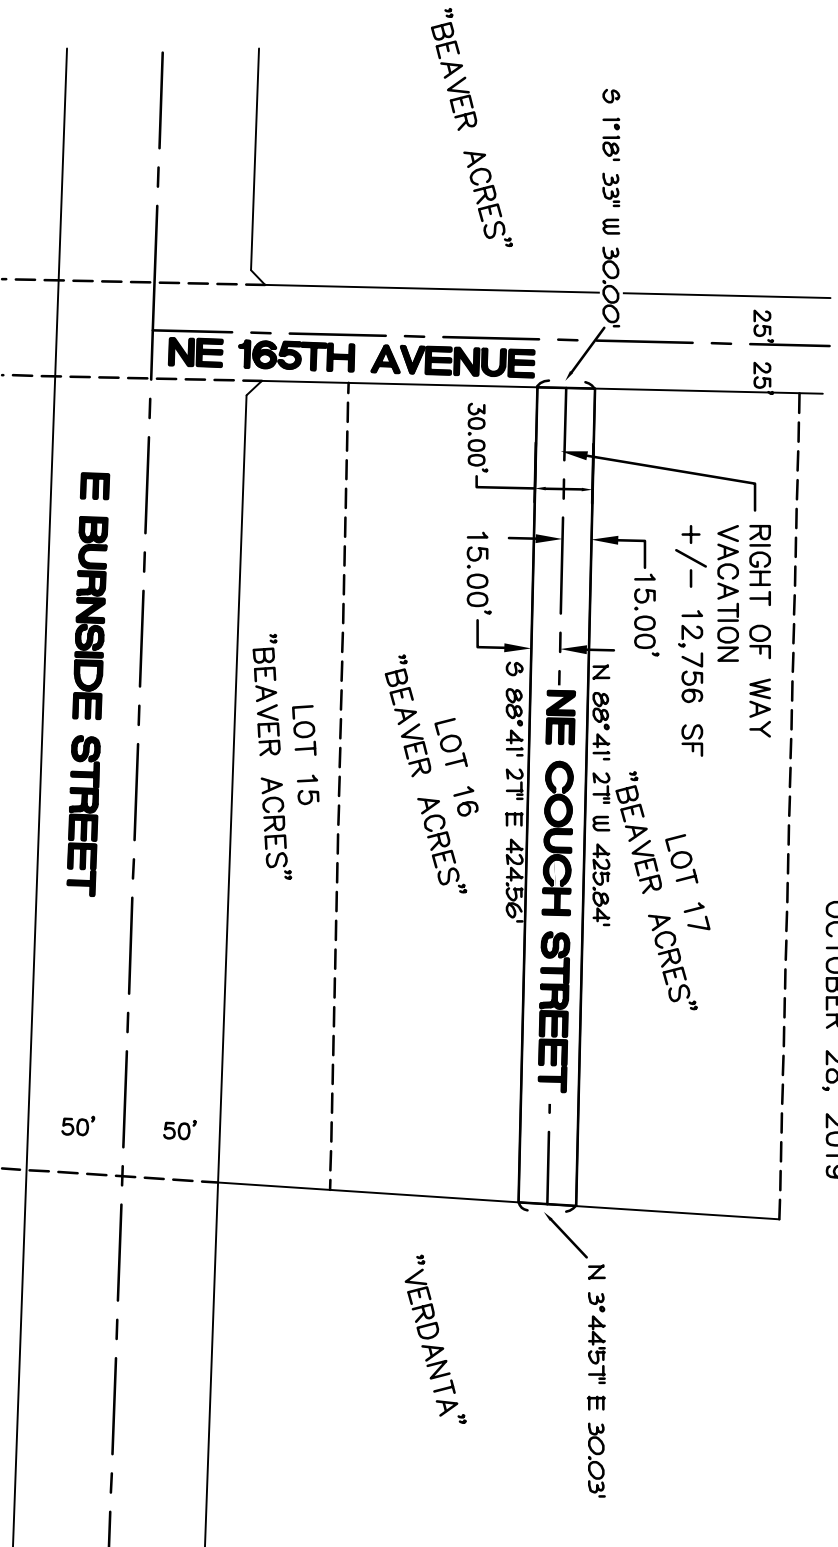 OCTOBER 28, 2019
25' 25'
RIGHT OF WAY
VACATION
+/- 12,756 SF
S 1°18' 33" W 30.00'
15.00'
LOT 17
"BEAVER ACRES"
N 88°41' 27" W 425.84'
N 3°44'57" E 30.03'
NE COUCH STREET
S 88°41' 27" E 424.56'
30.00'
15.00'
"BEAVER ACRES"
LOT 16
"BEAVER ACRES"
"VERDANTA"
NE 165TH AVENUE
LOT 15
"BEAVER ACRES"
50'
50'
E BURNSIDE STREET